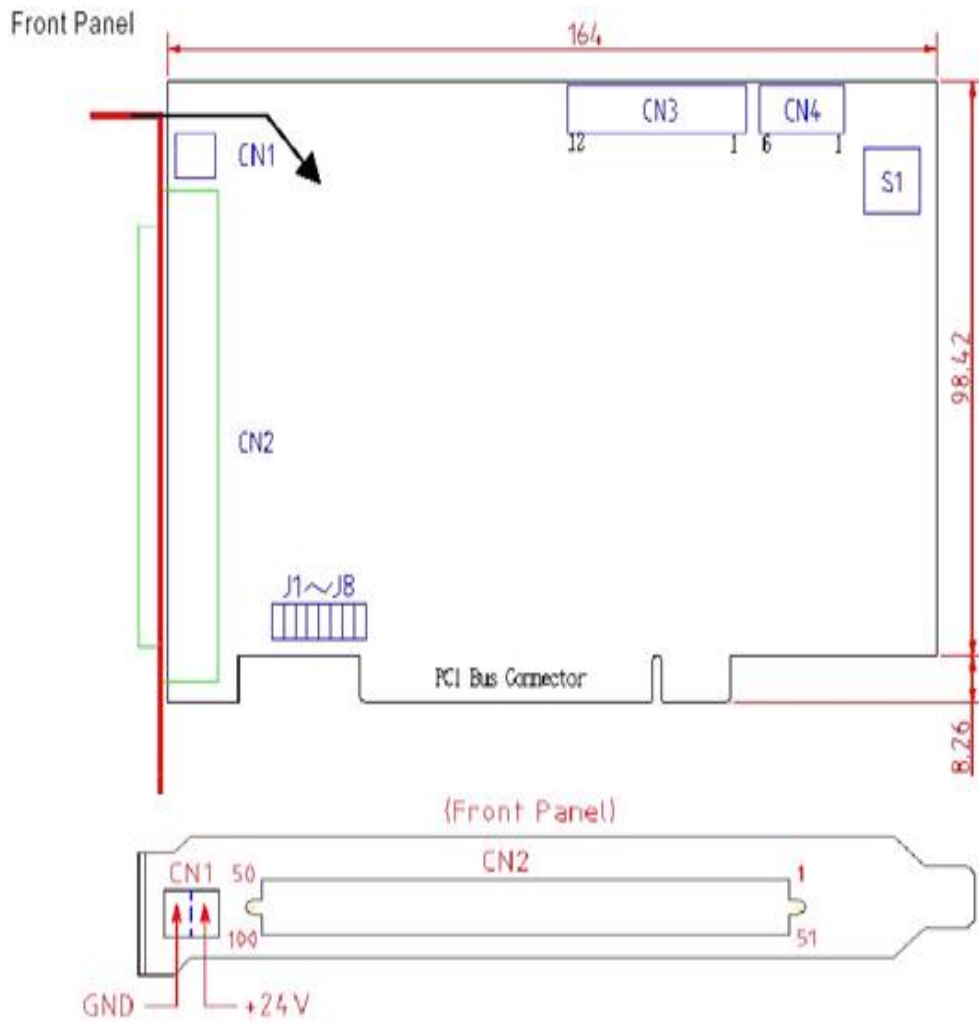 Front Panel
164
CN3
CN4
12
1
6
1
CN1
S1
98.42
CN2
J1~J8
PCI Bus Connector
8.26
(Front Panel)
CN1
50
CN2
1
100
51
GND
+24V